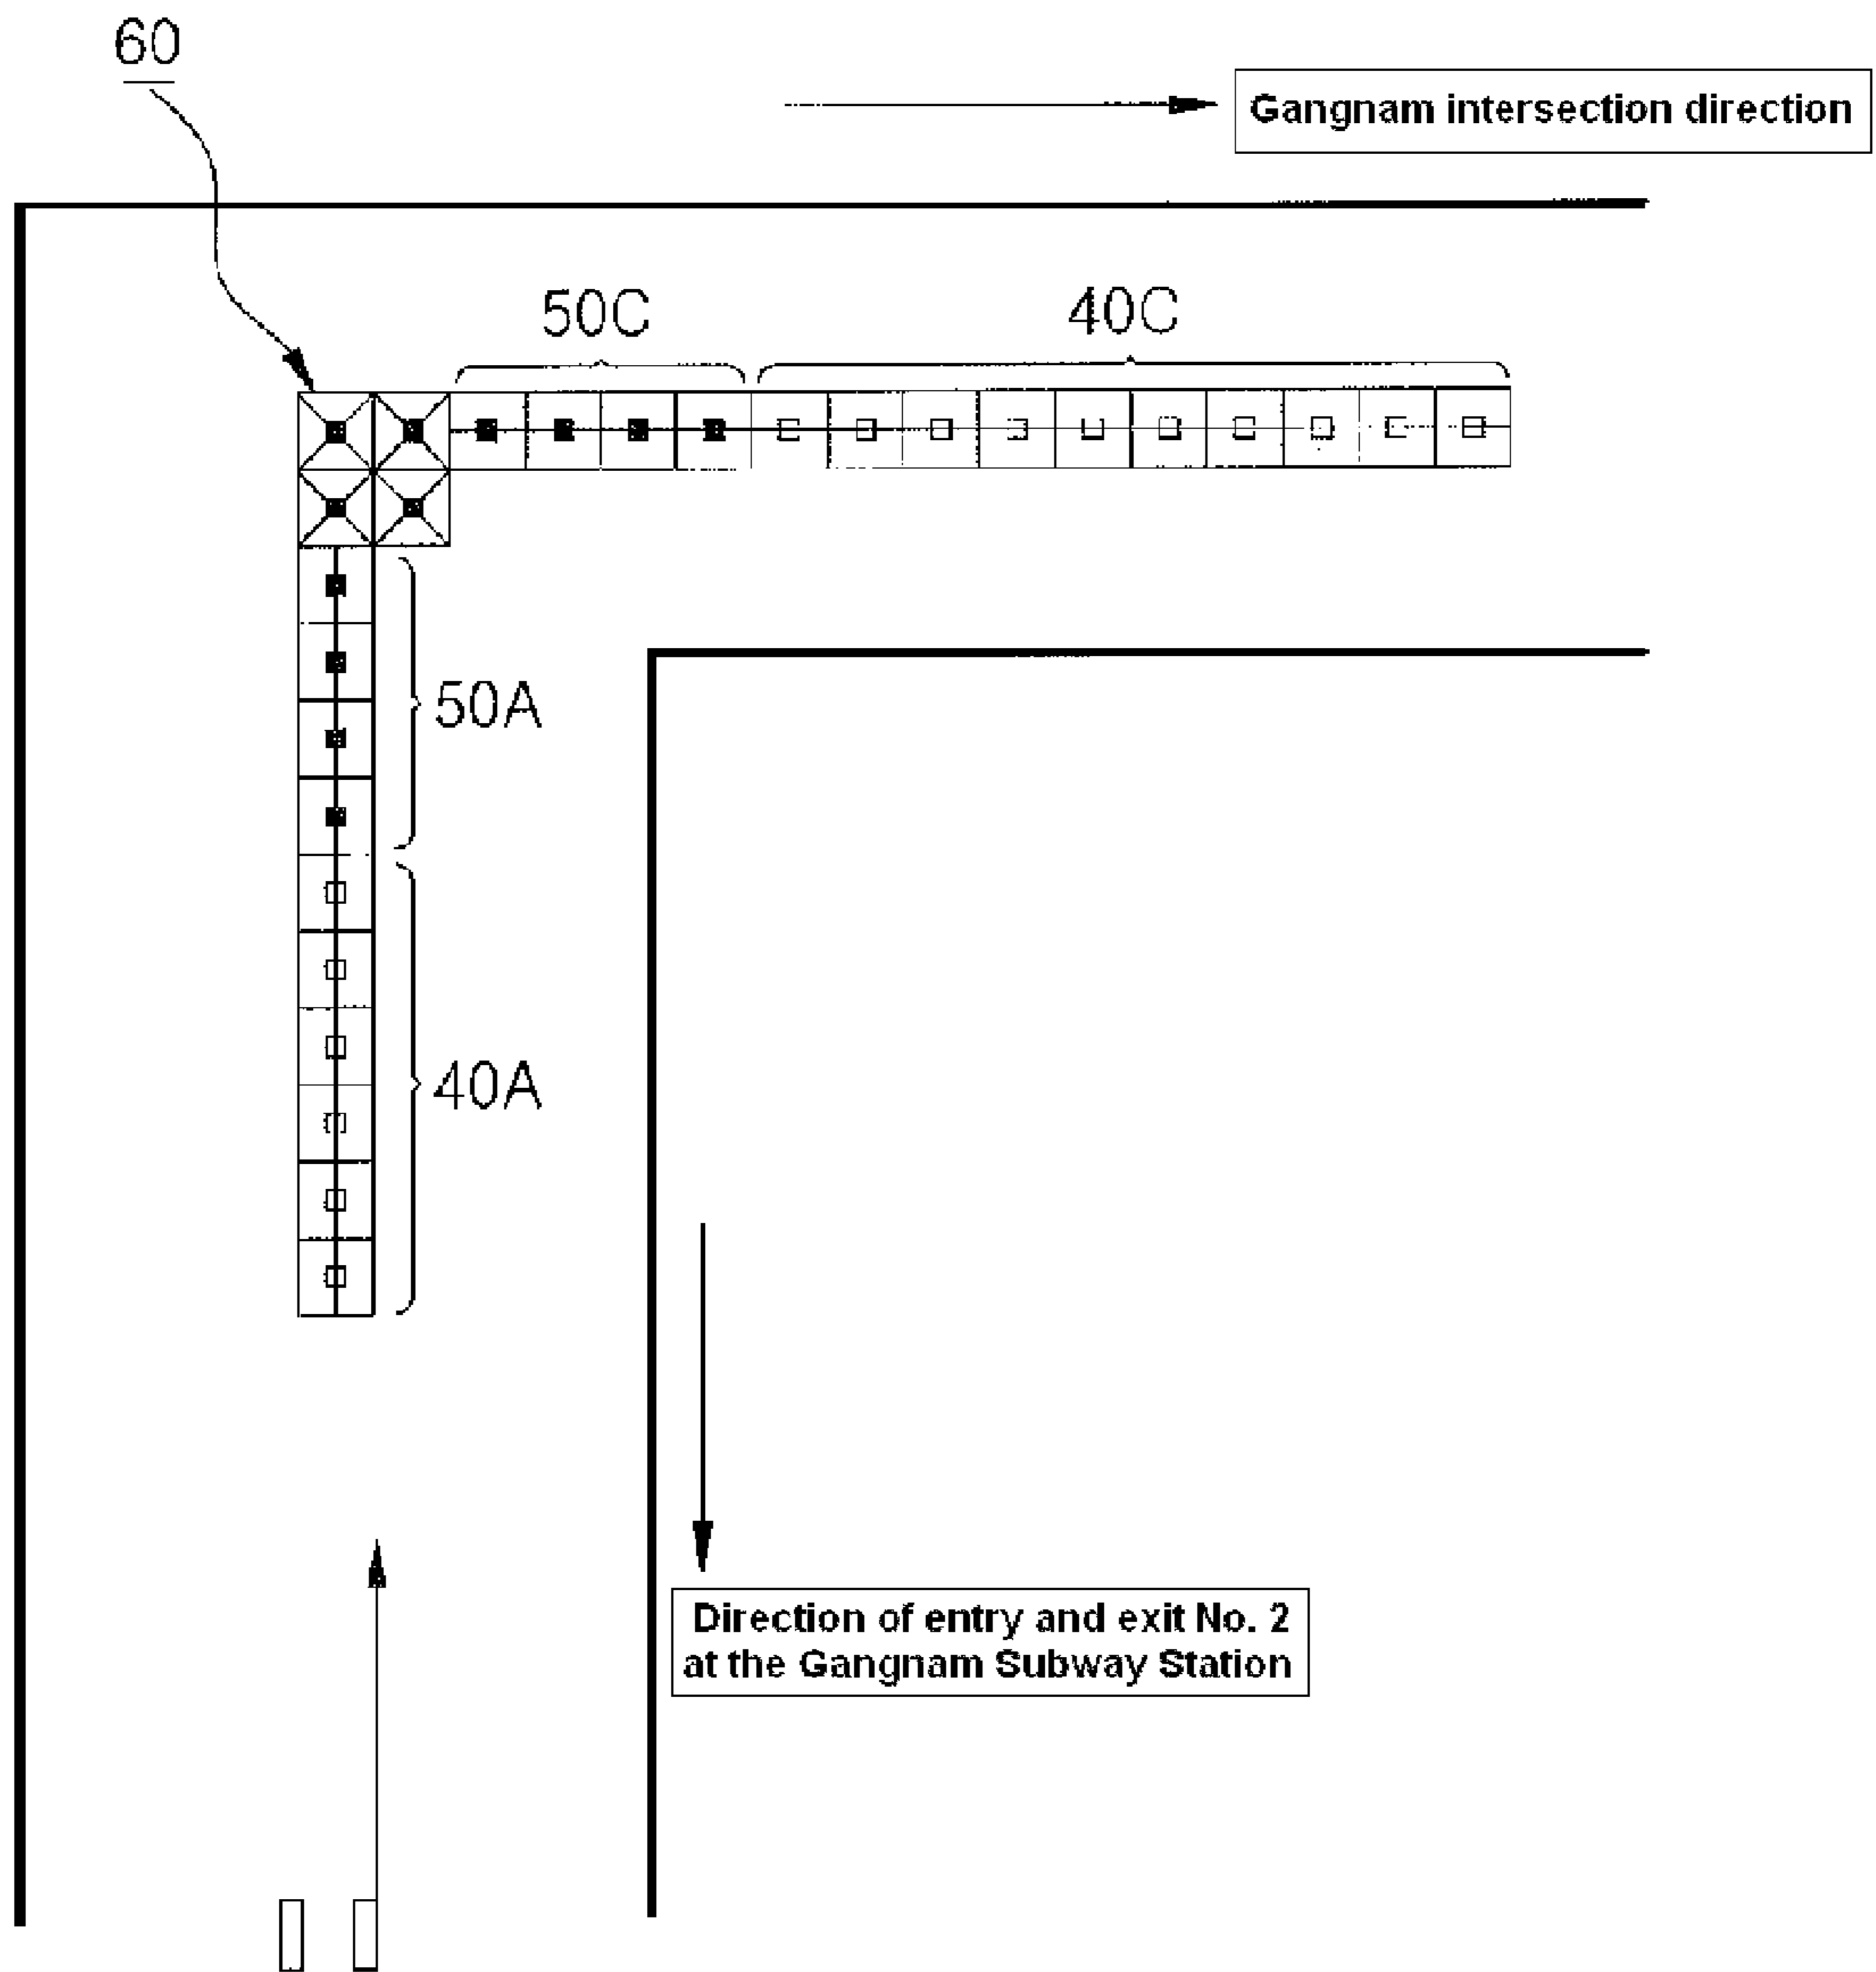 60
Gangnam intersection direction
50C
40C
50A
40A
Direction of entry and exit No. 2
at the Gangnam Subway Station